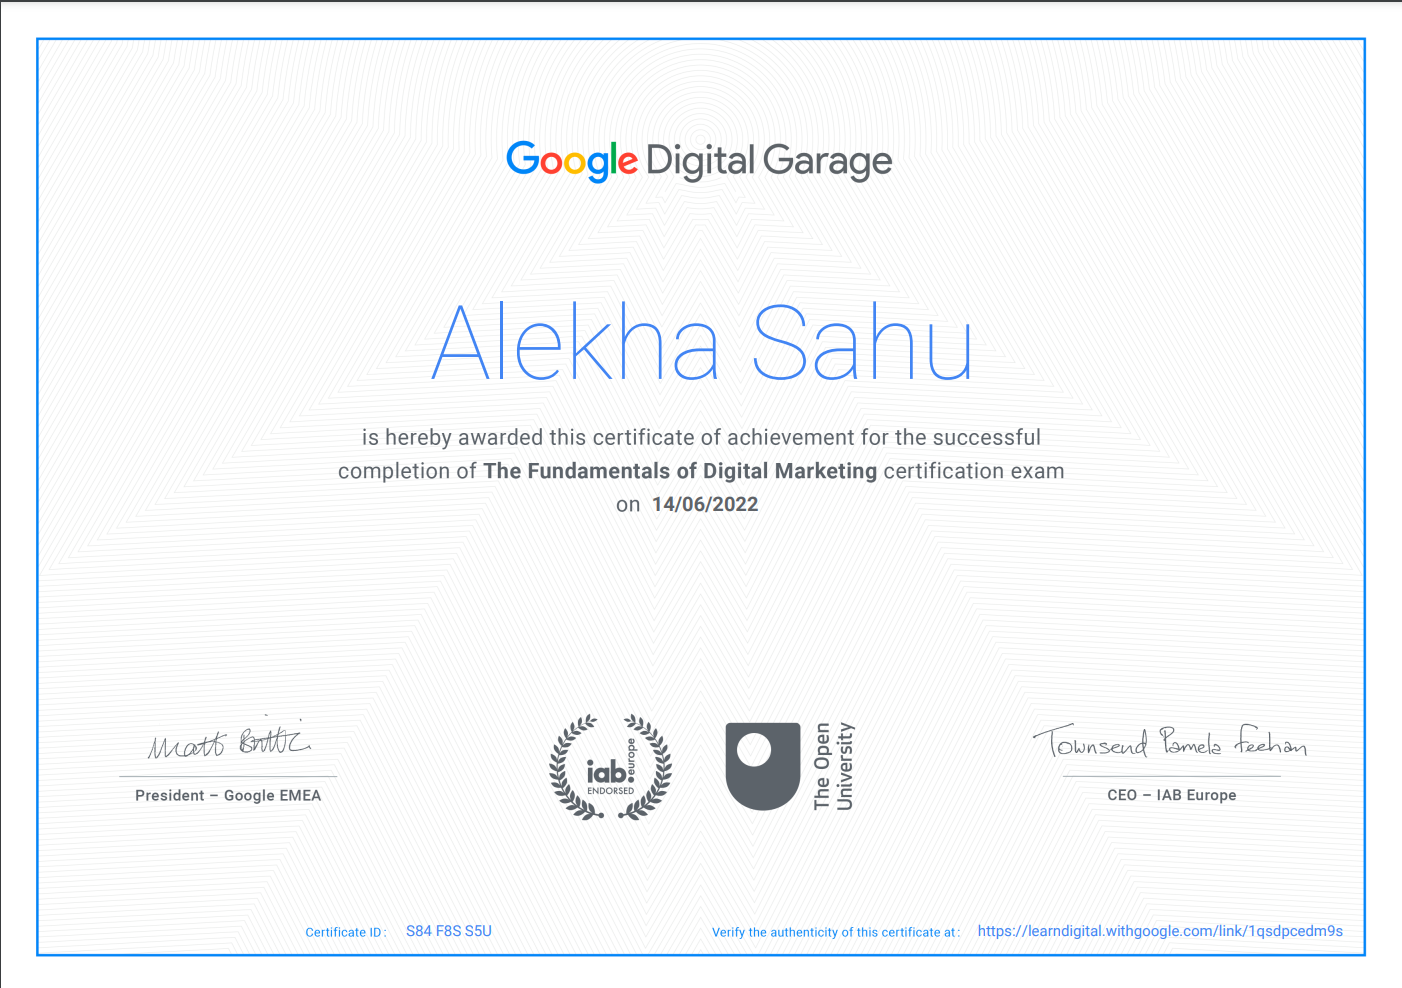 Google Digital Garage
Alekha Sahu
is hereby awarded this certificate of achievement for the successful
completion of The Fundamentals of Digital Marketing certification exam
on 14/06/2022
Matt Brittin
President – Google EMEA
iab.europe
ENDORSED
The Open
University
Townsend Pamela Feehan
CEO – IAB Europe
Certificate ID : S84 F8S S5U
Verify the authenticity of this certificate at : https://learndigital.withgoogle.com/link/1qsdpcedm9s